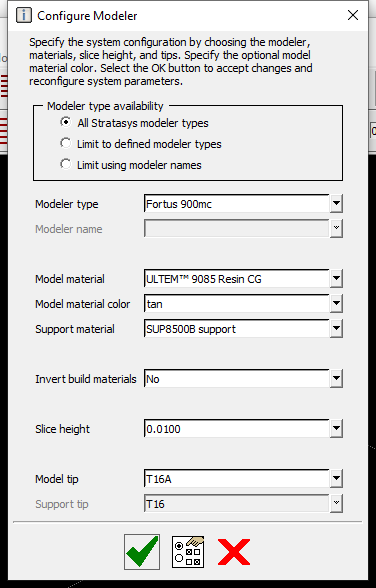 Configure Modeler
Specify the system configuration by choosing the modeler,
materials, slice height, and tips. Specify the optional model
material color. Select the OK button to accept changes and
reconfigure system parameters.
Modeler type availability
All Stratasys modeler types
Limit to defined modeler types
Limit using modeler names
Modeler type Fortus 900mc
Modeler name
Model material ULTEM™ 9085 Resin CG
Model material color tan
Support material SUP8500B support
Invert build materials No
Slice height 0.0100
Model tip T16A
Support tip T16